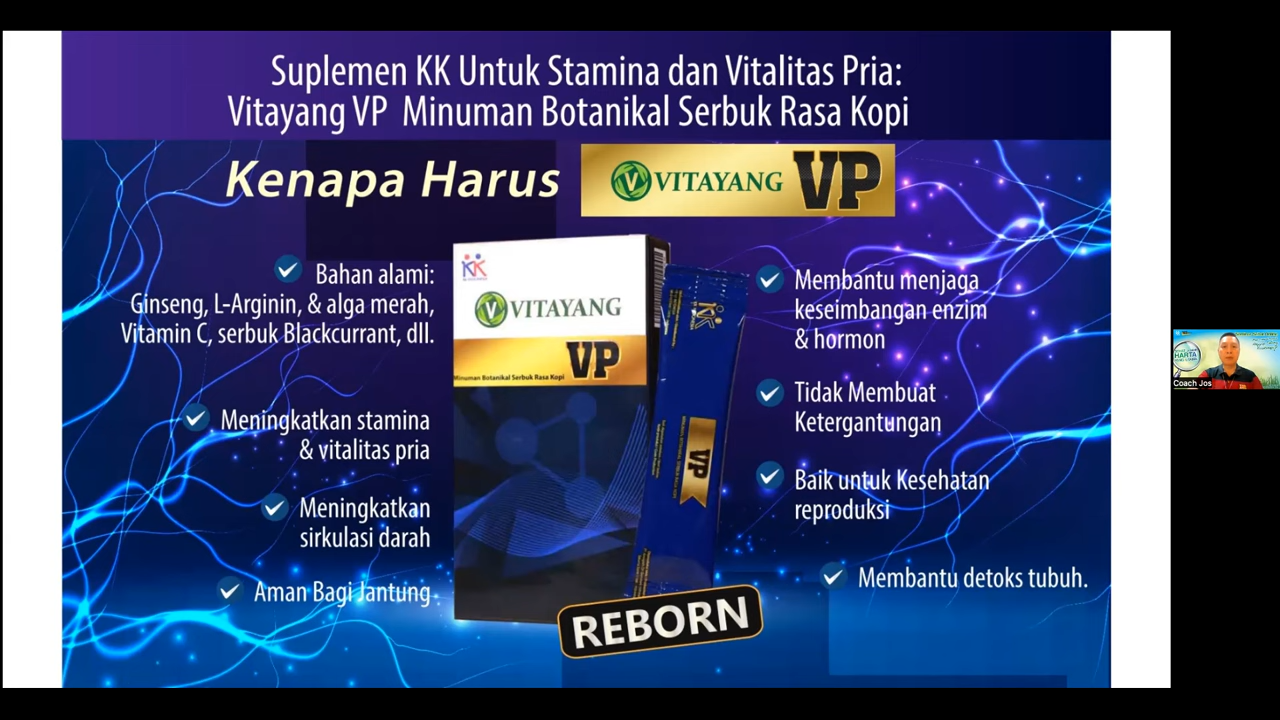 Suplemen KK Untuk Stamina dan Vitalitas Pria:
Vitayang VP Minuman Botanikal Serbuk Rasa Kopi
Kenapa Harus
VITAYANG VP
Bahan alami:
Ginseng, L-Arginin, & alga merah,
Vitamin C, serbuk Blackcurrant, dll.
Meningkatkan stamina
& vitalitas pria
Meningkatkan
sirkulasi darah
Aman Bagi Jantung
KK
VITAYANG
VP
Minuman Botanikal Serbuk Rasa Kopi
KK
VP
REBORN
Membantu menjaga
keseimbangan enzim
& hormon
Tidak Membuat
Ketergantungan
Baik untuk Kesehatan
reproduksi
Membantu detoks tubuh.
HARTA
Coach Jos